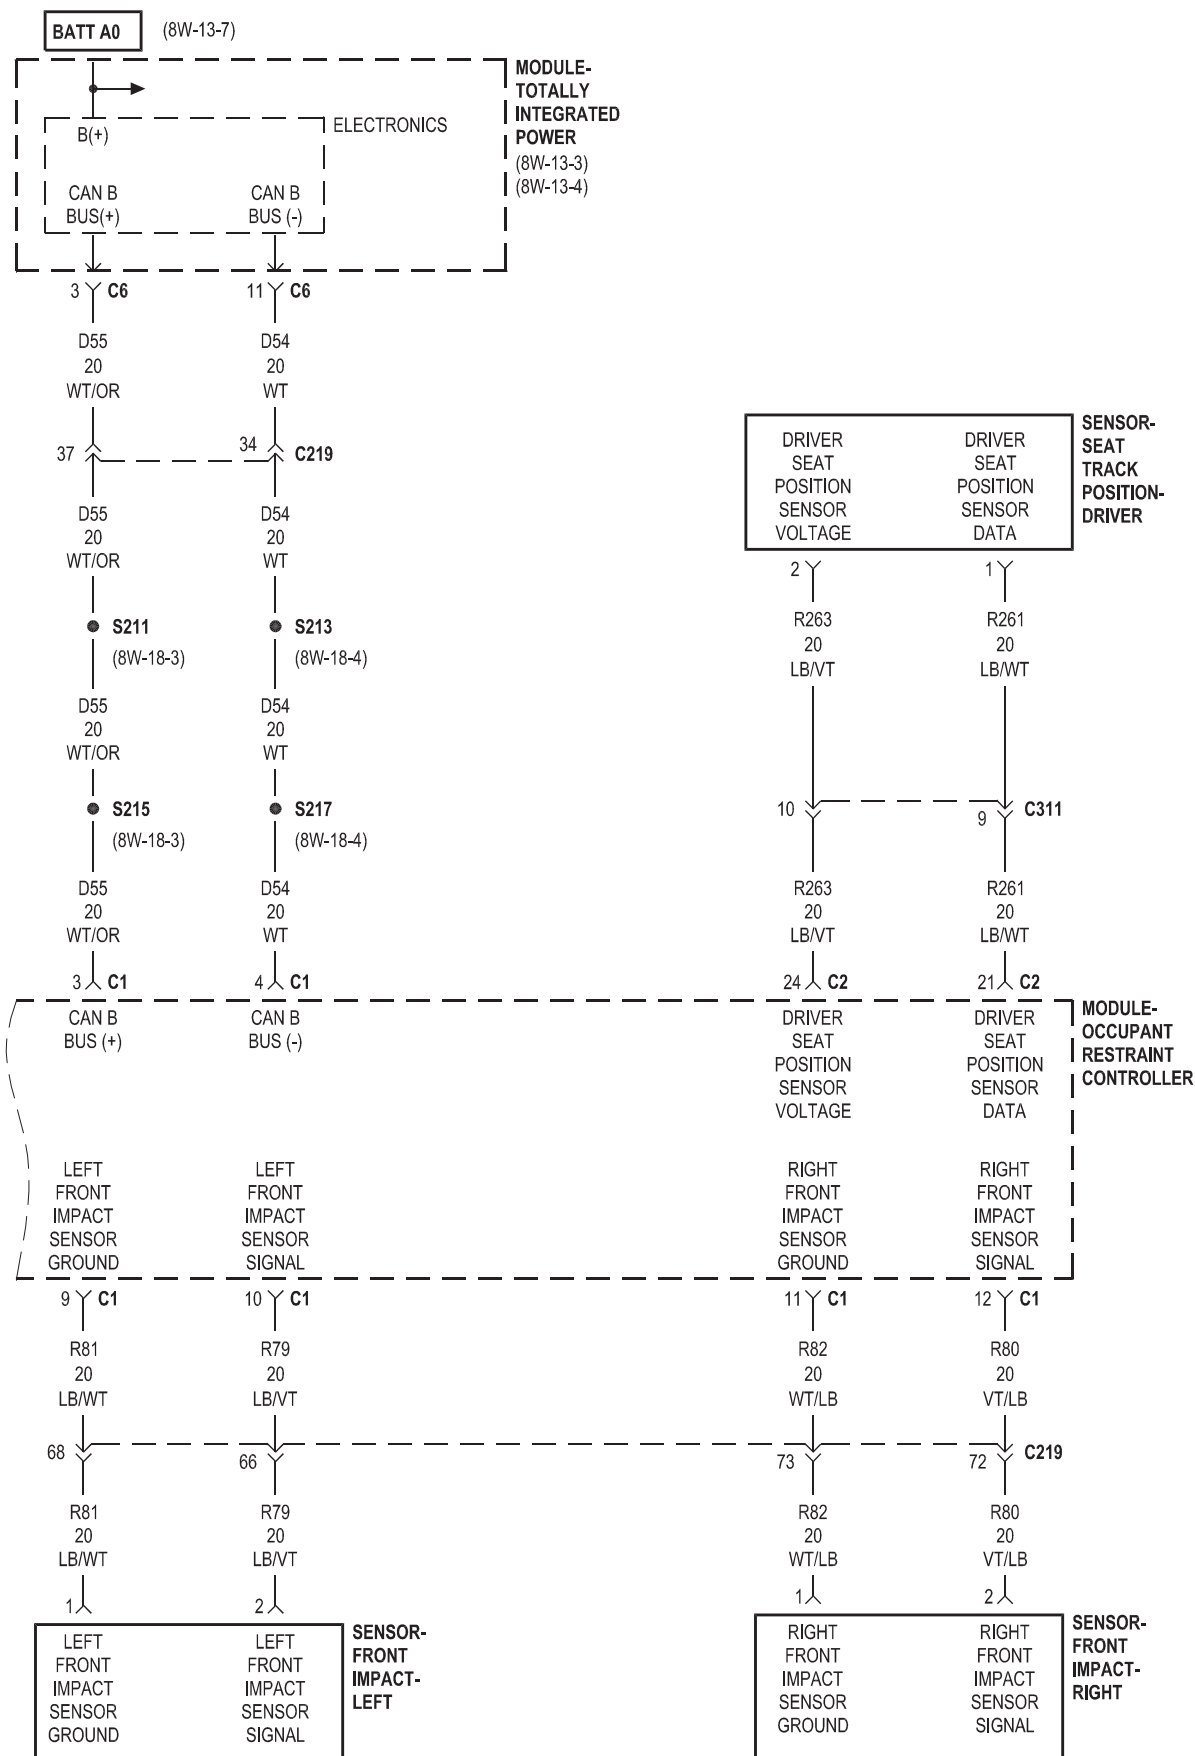 BATT A0 (8W-13-7)
MODULE-
TOTALLY
INTEGRATED
POWER
(8W-13-3)
(8W-13-4)
ELECTRONICS
B(+)
CAN B
BUS(+)
CAN B
BUS (-)
3 C6
11 C6
D55
20
WT/OR
D54
20
WT
37
34
C219
D55
20
WT/OR
D54
20
WT
S211
(8W-18-3)
S213
(8W-18-4)
D55
20
WT/OR
D54
20
WT
S215
(8W-18-3)
S217
(8W-18-4)
D55
20
WT/OR
D54
20
WT
3 C1
4 C1
SENSOR-
SEAT
TRACK
POSITION-
DRIVER
DRIVER
SEAT
POSITION
SENSOR
VOLTAGE
DRIVER
SEAT
POSITION
SENSOR
DATA
2
1
R263
20
LB/VT
R261
20
LB/WT
10
9
C311
R263
20
LB/VT
R261
20
LB/WT
24 C2
21 C2
MODULE-
OCCUPANT
RESTRAINT
CONTROLLER
CAN B
BUS (+)
CAN B
BUS (-)
DRIVER
SEAT
POSITION
SENSOR
VOLTAGE
DRIVER
SEAT
POSITION
SENSOR
DATA
LEFT
FRONT
IMPACT
SENSOR
GROUND
LEFT
FRONT
IMPACT
SENSOR
SIGNAL
RIGHT
FRONT
IMPACT
SENSOR
GROUND
RIGHT
FRONT
IMPACT
SENSOR
SIGNAL
9 C1
10 C1
11 C1
12 C1
R81
20
LB/WT
R79
20
LB/VT
R82
20
WT/LB
R80
20
VT/LB
68
66
73
72
C219
R81
20
LB/WT
R79
20
LB/VT
R82
20
WT/LB
R80
20
VT/LB
1
2
1
2
LEFT
FRONT
IMPACT
SENSOR
GROUND
LEFT
FRONT
IMPACT
SENSOR
SIGNAL
SENSOR-
FRONT
IMPACT-
LEFT
RIGHT
FRONT
IMPACT
SENSOR
GROUND
RIGHT
FRONT
IMPACT
SENSOR
SIGNAL
SENSOR-
FRONT
IMPACT-
RIGHT